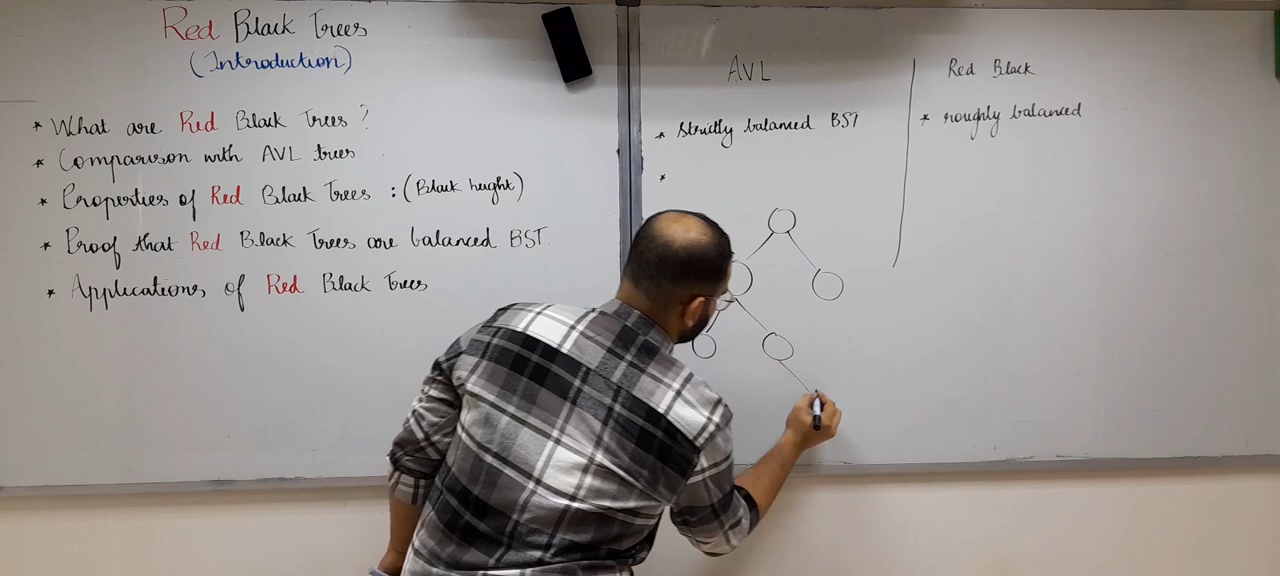 Red Black Trees
(Introduction)
* What are Red Black Trees?
* Comparison with AVL trees
* Properties of Red Black Trees : (Black height)
* Proof that Red Black Trees are balanced BST.
* Applications of Red Black Trees
AVL
* Strictly balanced BST
*
Red Black
* roughly balanced